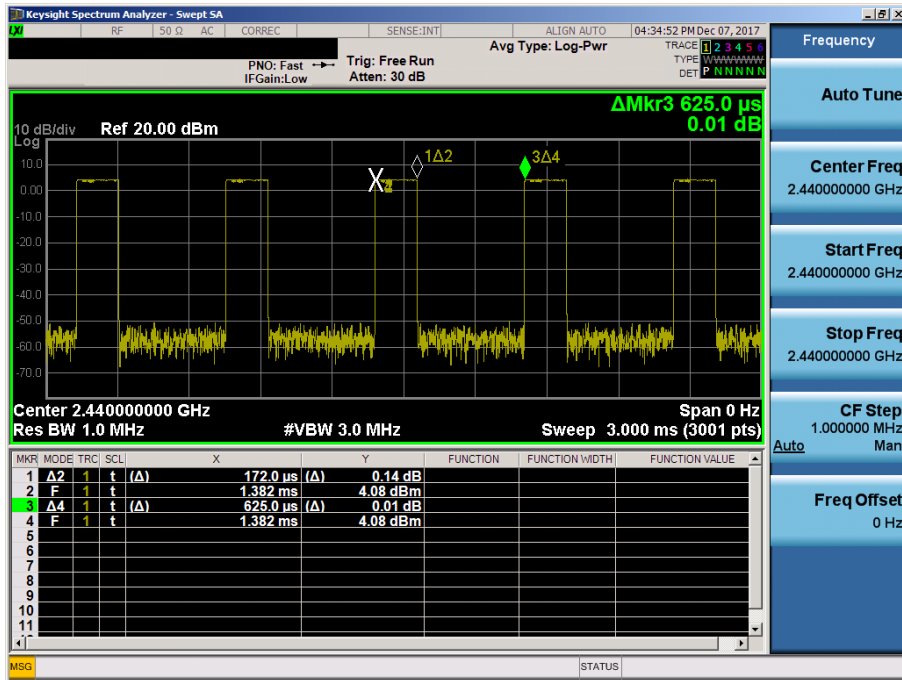 Keysight Spectrum Analyzer - Swept SA
LXI RF 50 Ω AC CORREC SENSE:INT ALIGN AUTO 04:34:52 PM Dec 07, 2017
Avg Type: Log-Pwr TRACE 1 2 3 4 5 6
PNO: Fast Trig: Free Run TYPE WWWWWW
IFGain:Low Atten: 30 dB DET P N N N N N
ΔMkr3 625.0 µs
0.01 dB
10 dB/div Ref 20.00 dBm
Log
10.0
0.00
-10.0
-20.0
-30.0
-40.0
-50.0
-60.0
-70.0
X 1Δ2 3Δ4
Center 2.440000000 GHz Span 0 Hz
Res BW 1.0 MHz #VBW 3.0 MHz Sweep 3.000 ms (3001 pts)
MKR MODE TRC SCL X Y FUNCTION FUNCTION WIDTH FUNCTION VALUE
1 Δ2 1 t (Δ) 172.0 µs (Δ) 0.14 dB
2 F 1 t 1.382 ms 4.08 dBm
3 Δ4 1 t (Δ) 625.0 µs (Δ) 0.01 dB
4 F 1 t 1.382 ms 4.08 dBm
5
6
7
8
9
10
11
MSG STATUS
Frequency
Auto Tune
Center Freq
2.440000000 GHz
Start Freq
2.440000000 GHz
Stop Freq
2.440000000 GHz
CF Step
1.000000 MHz
Auto Man
Freq Offset
0 Hz